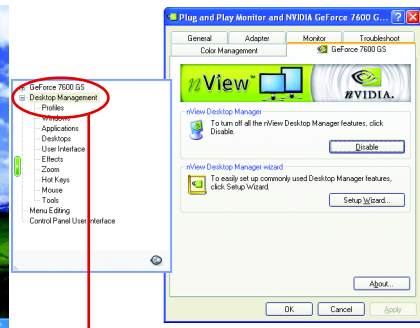 Plug and Play Monitor and NVIDIA GeForce 7600 G...
General Adapter Monitor Troubleshoot
Color Management GeForce 7600 GS
GeForce 7600 GS
Desktop Management
Profiles
Windows
Applications
Desktops
User Interface
Effects
Zoom
Hot Keys
Mouse
Tools
Menu Editing
Control Panel User Interface
nView
nVIDIA.
nView Desktop Manager
To turn off all the nView Desktop Manager features, click
Disable.
Disable
nView Desktop Manager wizard
To easily set up commonly used Desktop Manager features,
click Setup Wizard.
Setup Wizard...
About...
OK Cancel Apply